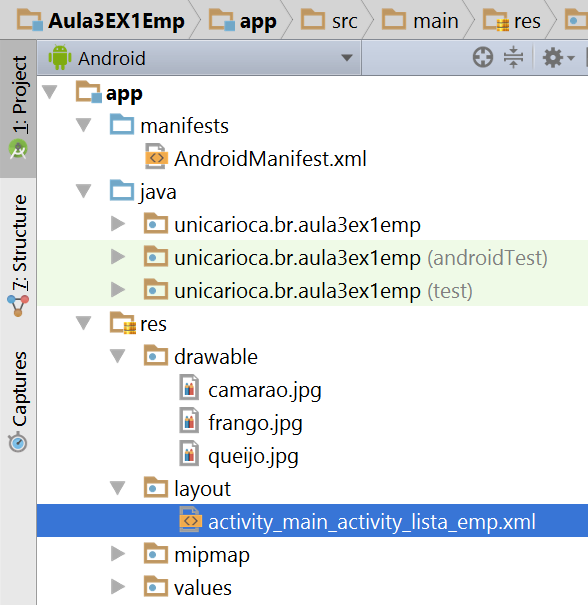 Aula3EX1Emp app src main res
1: Project
Android
app
manifests
AndroidManifest.xml
java
unicarioca.br.aula3ex1emp
unicarioca.br.aula3ex1emp (androidTest)
unicarioca.br.aula3ex1emp (test)
7: Structure
res
drawable
camarao.jpg
frango.jpg
queijo.jpg
Captures
layout
activity_main_activity_lista_emp.xml
mipmap
values